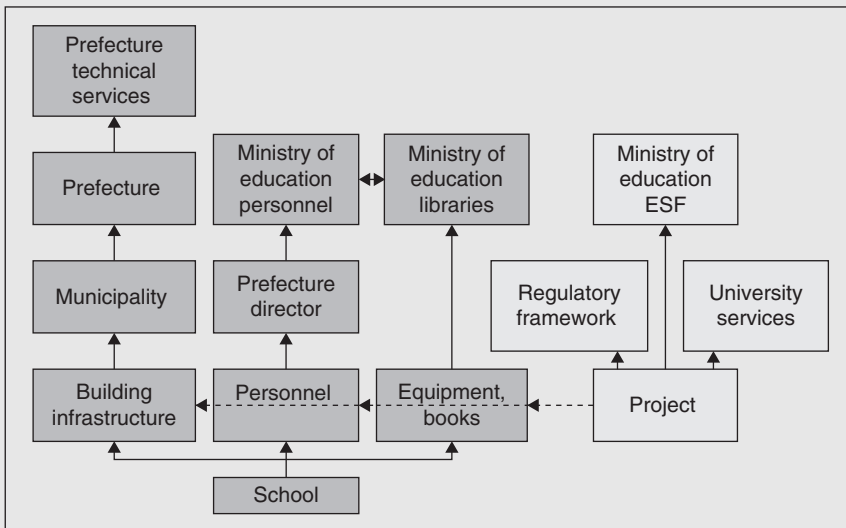 Prefecture
technical
services
Ministry of
education
personnel
Ministry of
education
libraries
Ministry of
education
ESF
Prefecture
Municipality
Prefecture
director
Regulatory
framework
University
services
Building
infrastructure
Personnel
Equipment,
books
Project
School